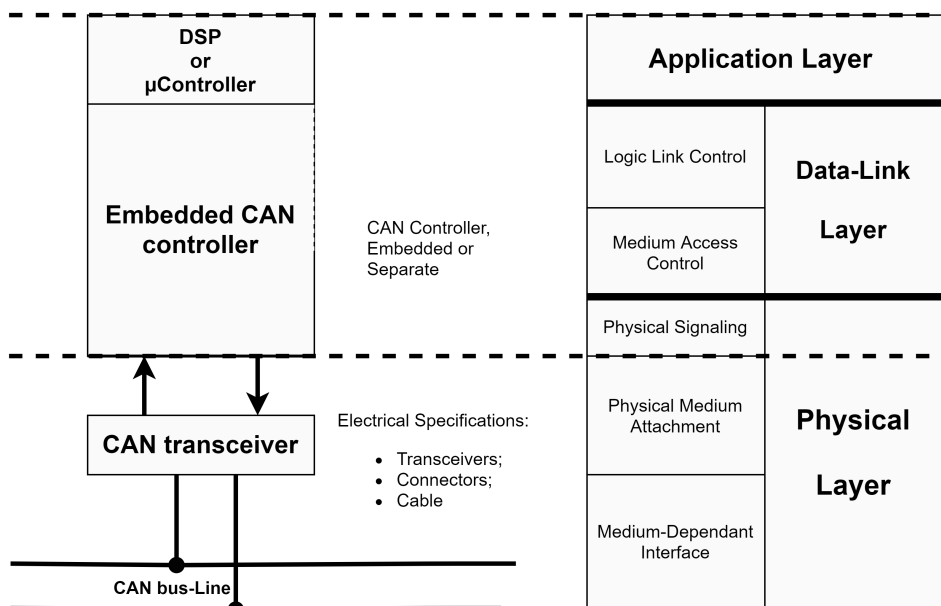 DSP
or
µController
Embedded CAN
controller
CAN Controller,
Embedded or
Separate
CAN transceiver
Electrical Specifications:
Transceivers;
Connectors;
Cable
CAN bus-Line
Application Layer
Logic Link Control
Medium Access
Control
Data-Link
Layer
Physical Signaling
Physical Medium
Attachment
Medium-Dependant
Interface
Physical
Layer